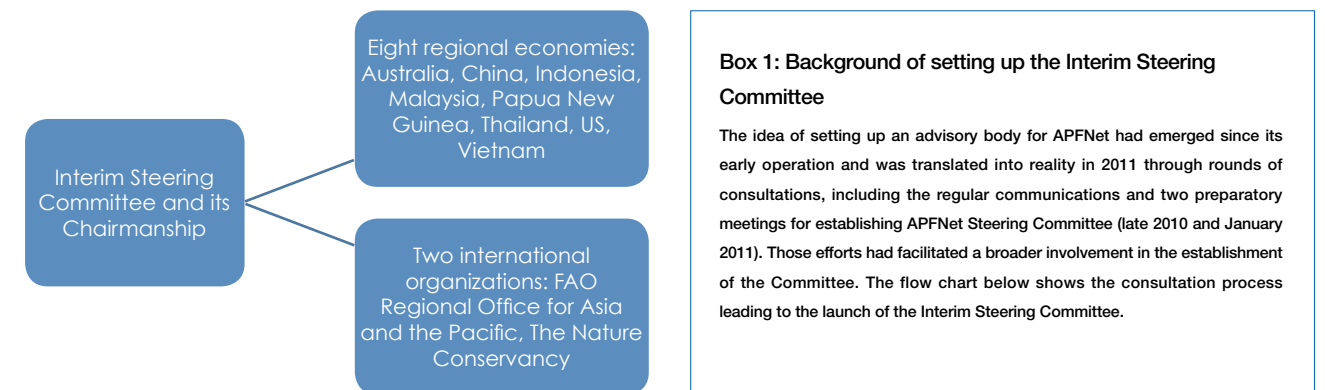 Interim Steering
Committee and its
Chairmanship
Eight regional economies:
Australia, China, Indonesia,
Malaysia, Papua New
Guinea, Thailand, US,
Vietnam
Two international
organizations: FAO
Regional Office for Asia
and the Pacific, The Nature
Conservancy
Box 1: Background of setting up the Interim Steering
Committee
The idea of setting up an advisory body for APFNet had emerged since its
early operation and was translated into reality in 2011 through rounds of
consultations, including the regular communications and two preparatory
meetings for establishing APFNet Steering Committee (late 2010 and January
2011). Those efforts had facilitated a broader involvement in the establishment
of the Committee. The flow chart below shows the consultation process
leading to the launch of the Interim Steering Committee.